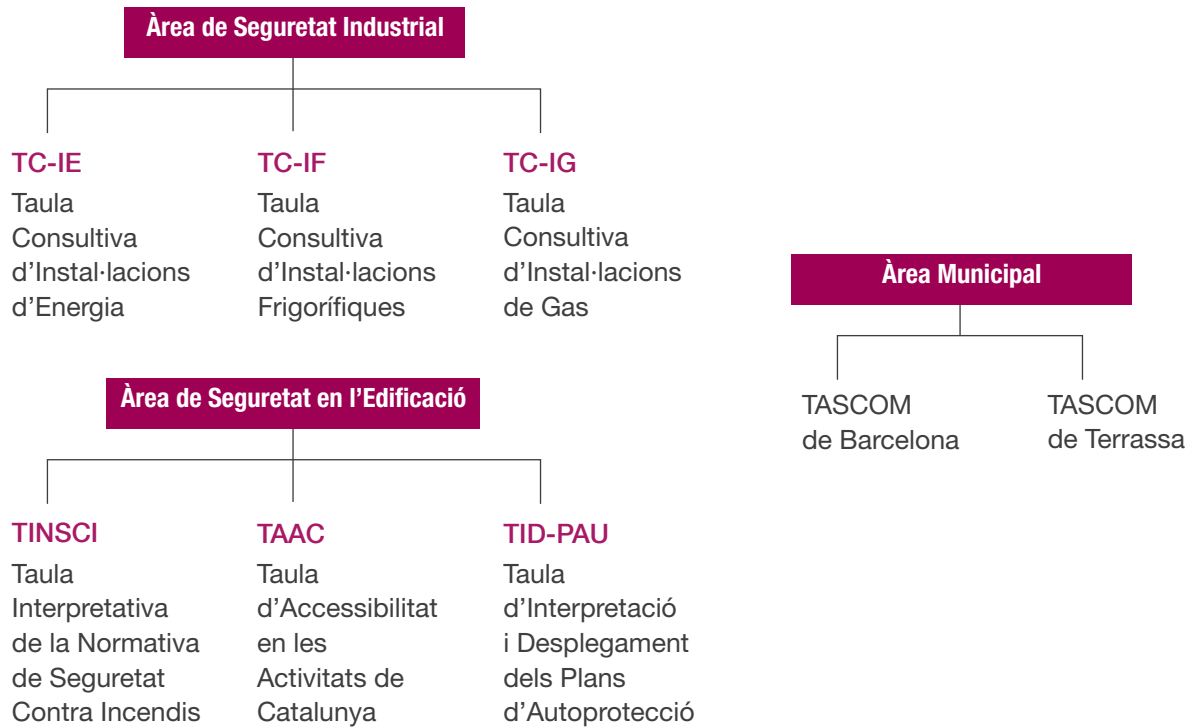 Àrea de Seguretat Industrial
TC-IE
Taula
Consultiva
d’Instal·lacions
d’Energia
TC-IF
Taula
Consultiva
d’Instal·lacions
Frigorífiques
TC-IG
Taula
Consultiva
d’Instal·lacions
de Gas
Àrea de Seguretat en l’Edificació
TINSCI
Taula
Interpretativa
de la Normativa
de Seguretat
Contra Incendis
TAAC
Taula
d’Accessibilitat
en les
Activitats de
Catalunya
TID-PAU
Taula
d’Interpretació
i Desplegament
dels Plans
d’Autoprotecció
Àrea Municipal
TASCOM
de Barcelona
TASCOM
de Terrassa